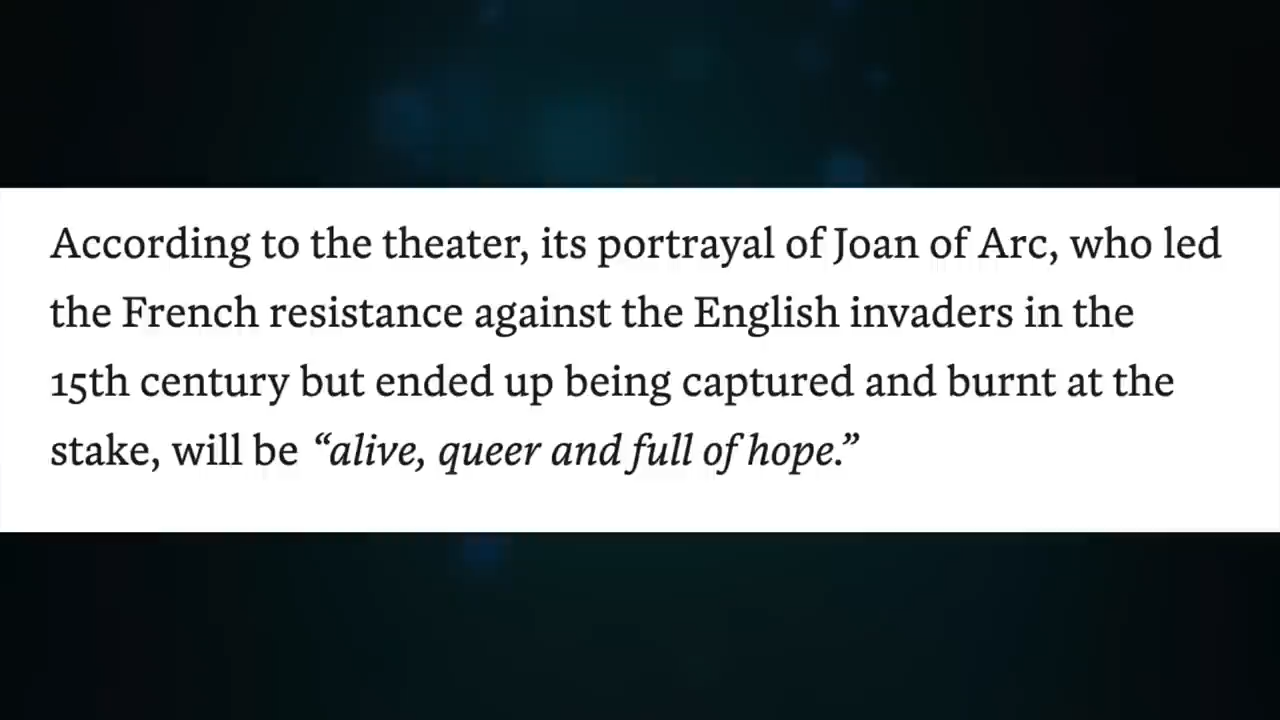 According to the theater, its portrayal of Joan of Arc, who led
the French resistance against the English invaders in the
15th century but ended up being captured and burnt at the
stake, will be “alive, queer and full of hope.”